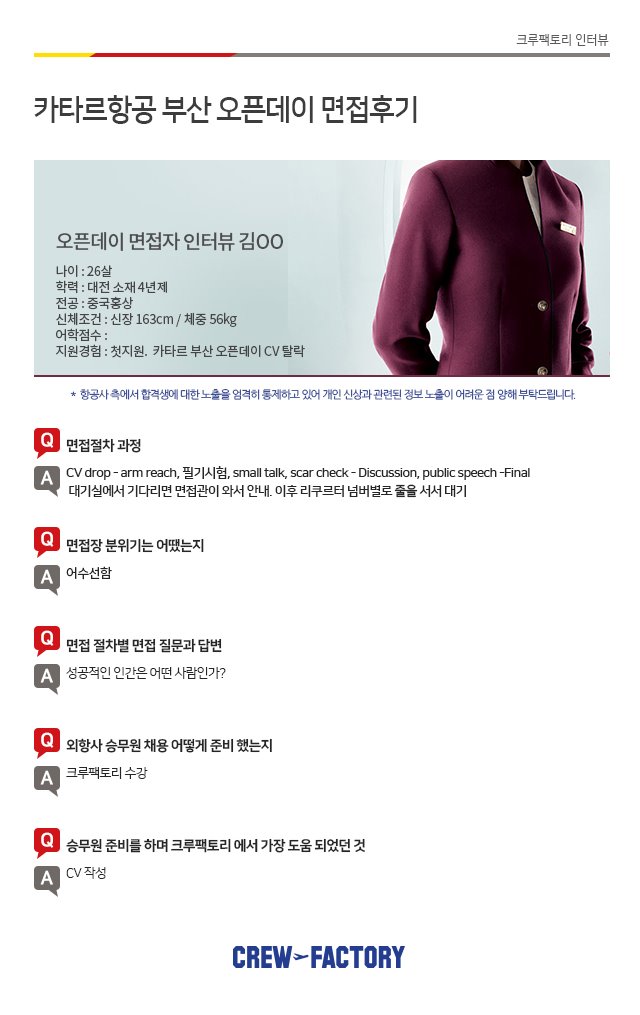 크루팩토리 인터뷰
카타르항공 부산 오픈데이 면접후기
오픈데이 면접자 인터뷰 김OO
나이 : 26살
학력 : 대전 소재 4년제
전공 : 중국홍상
신체조건 : 신장 163cm / 체중 56kg
어학점수 :
지원경험 : 첫지원. 카타르 부산 오픈데이 CV 탈락
* 항공사 측에서 합격생에 대한 노출을 엄격히 통제하고 있어 개인 신상과 관련된 정보 노출이 어려운 점 양해 부탁드립니다.
Q 면접절차 과정
A CV drop - arm reach, 필기시험, small talk, scar check - Discussion, public speech -Final
대기실에서 기다리면 면접관이 와서 안내. 이후 리쿠르터 넘버별로 줄을 서서 대기
Q 면접장 분위기는 어땠는지
A 어수선함
Q 면접 절차별 면접 질문과 답변
A 성공적인 인간은 어떤 사람인가?
Q 외항사 승무원 채용 어떻게 준비 했는지
A 크루팩토리 수강
Q 승무원 준비를 하며 크루팩토리 에서 가장 도움 되었던 것
A CV 작성
CREW FACTORY